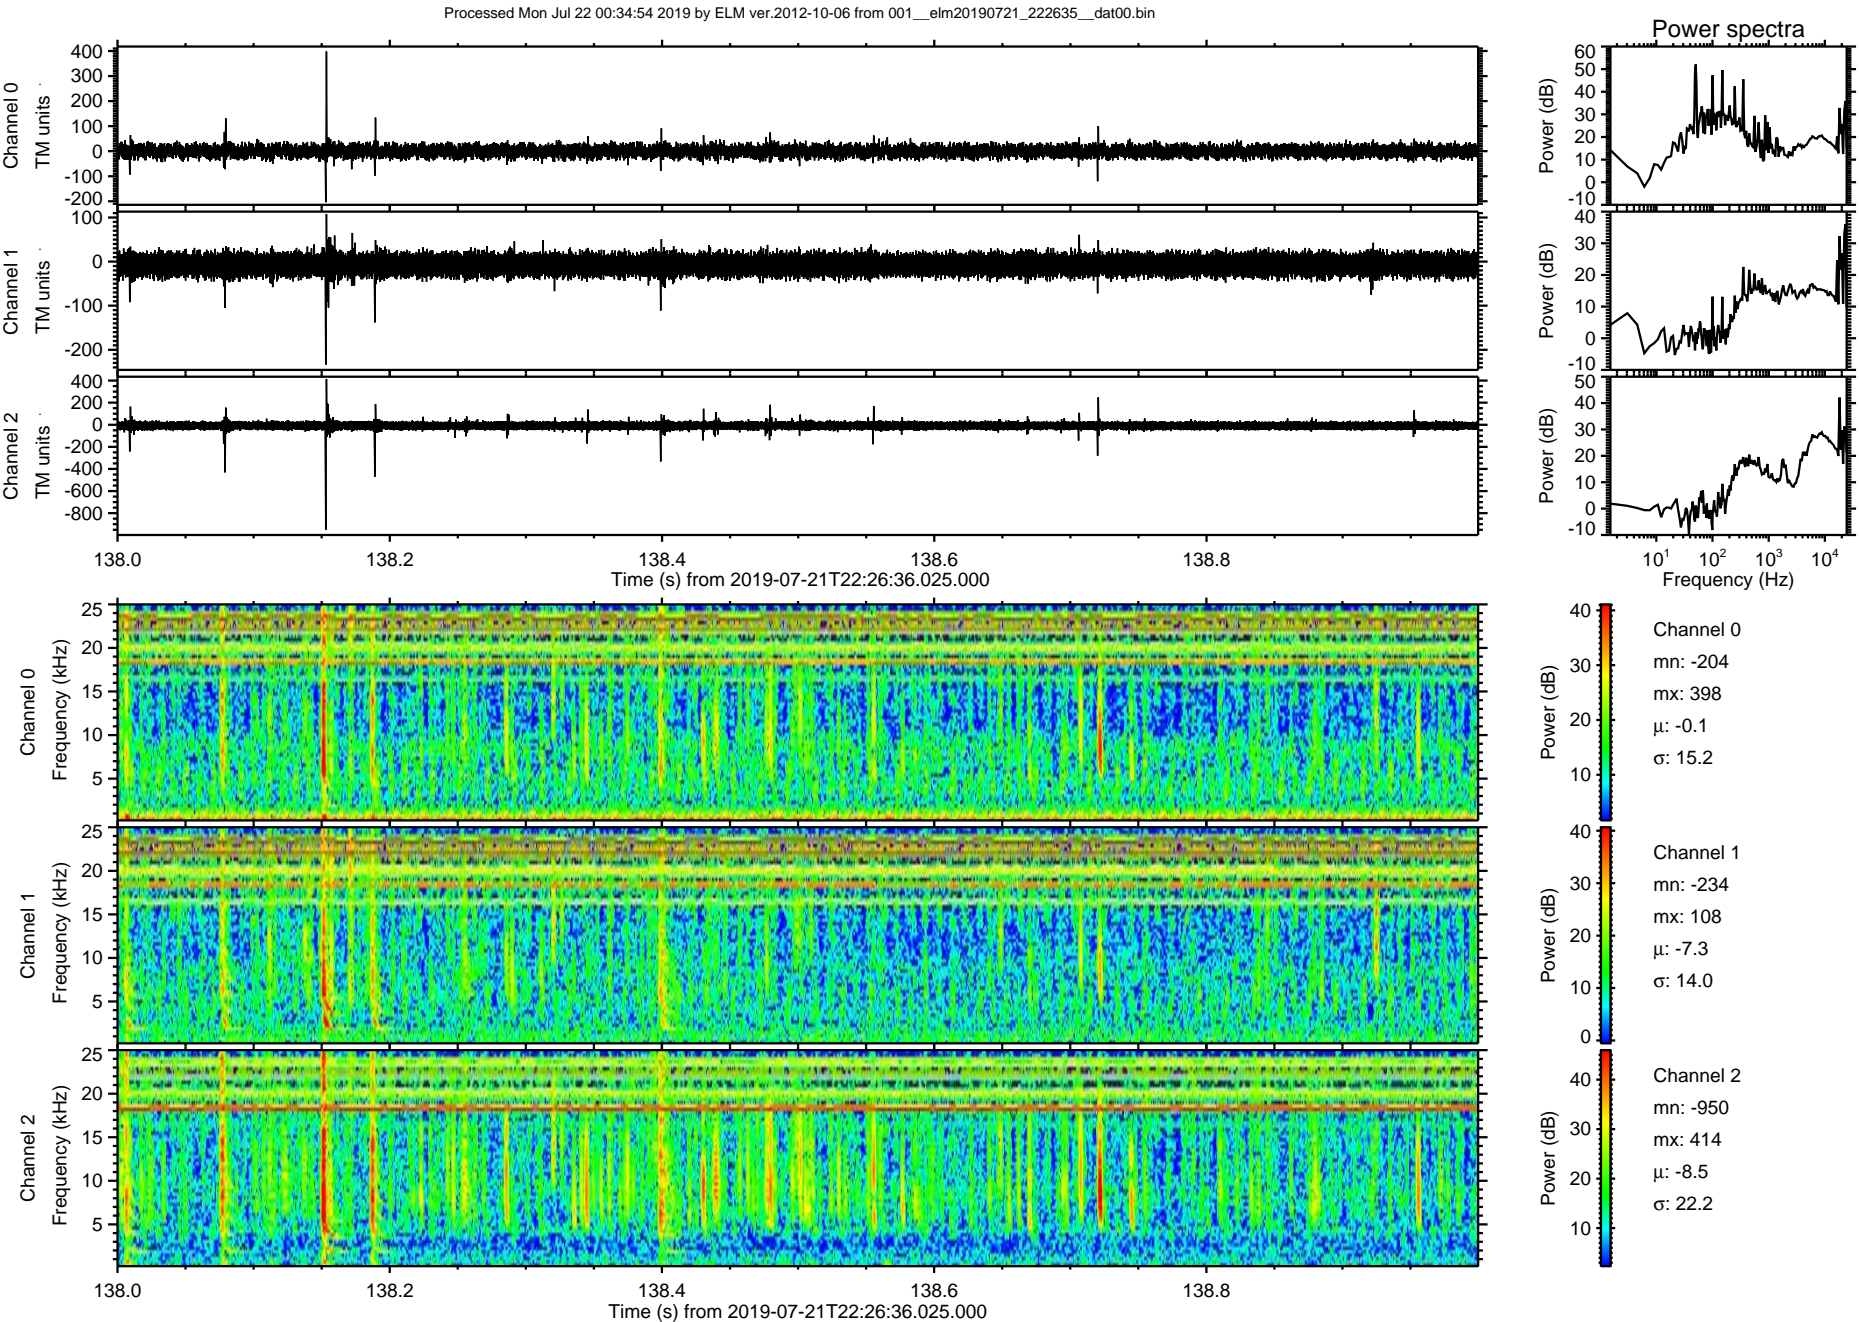 Processed Mon Jul 22 00:34:54 2019 by ELM ver.2012-10-06 from 001__elm20190721_222635__dat00.bin
Power spectra
Channel 0
TM units
400
300
200
100
0
-100
-200
Power (dB)
60
50
40
30
20
10
0
-10
Channel 1
TM units
100
0
-100
-200
Power (dB)
40
30
20
10
0
-10
Channel 2
TM units
400
200
0
-200
-400
-600
-800
Power (dB)
50
40
30
20
10
0
-10
138.0 138.2 138.4 138.6 138.8
Time (s) from 2019-07-21T22:26:36.025.000
10^1 10^2 10^3 10^4
Frequency (Hz)
Channel 0
Frequency (kHz)
25
20
15
10
5
Power (dB)
40
30
20
10
Channel 0
mn: -204
mx: 398
μ: -0.1
σ: 15.2
Channel 1
Frequency (kHz)
25
20
15
10
5
Power (dB)
40
30
20
10
0
Channel 1
mn: -234
mx: 108
μ: -7.3
σ: 14.0
Channel 2
Frequency (kHz)
25
20
15
10
5
Power (dB)
40
30
20
10
Channel 2
mn: -950
mx: 414
μ: -8.5
σ: 22.2
138.0 138.2 138.4 138.6 138.8
Time (s) from 2019-07-21T22:26:36.025.000